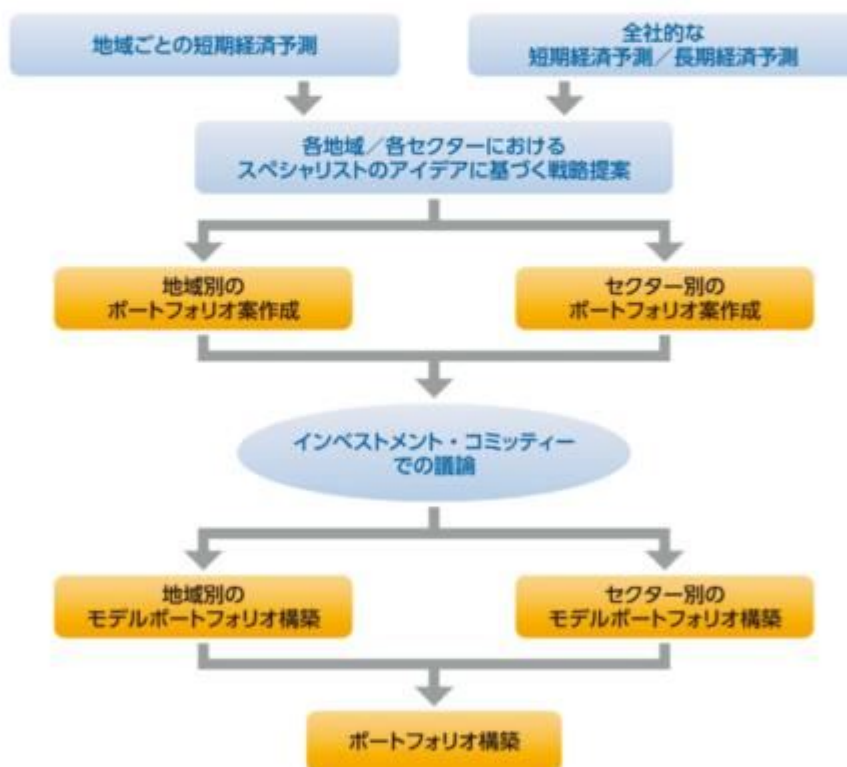 地域ごとの短期経済予測
全社的な
短期経済予測／長期経済予測
各地域／各セクターにおける
スペシャリストのアイデアに基づく戦略提案
地域別の
ポートフォリオ案作成
セクター別の
ポートフォリオ案作成
インベストメント・コミッティー
での議論
地域別の
モデルポートフォリオ構築
セクター別の
モデルポートフォリオ構築
ポートフォリオ構築